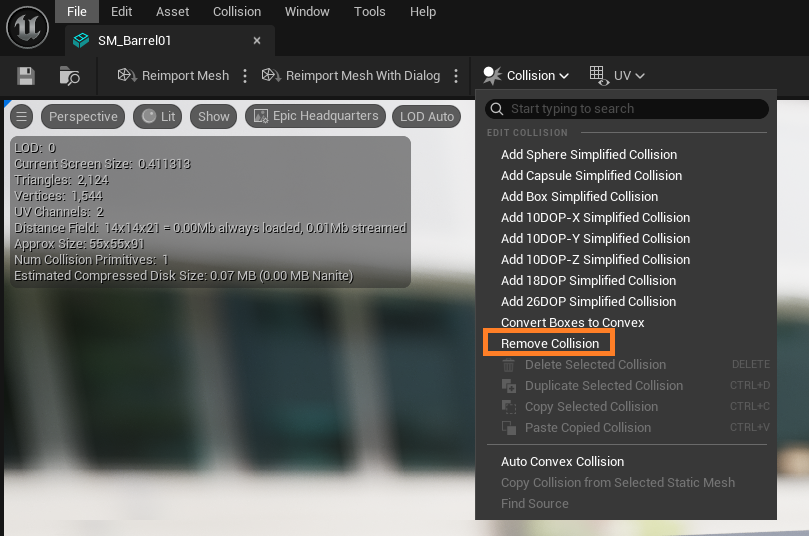 File Edit Asset Collision Window Tools Help
SM_Barrel01
Reimport Mesh Reimport Mesh With Dialog Collision UV
Perspective Lit Show Epic Headquarters LOD Auto
LOD: 0
Current Screen Size: 0.411313
Triangles: 2,124
Vertices: 1,544
UV Channels: 2
Distance Field: 14x14x21 = 0.00Mb always loaded, 0.01Mb streamed
Approx Size: 55x55x91
Num Collision Primitives: 1
Estimated Compressed Disk Size: 0.07 MB (0.00 MB Nanite)
Start typing to search
EDIT COLLISION
Add Sphere Simplified Collision
Add Capsule Simplified Collision
Add Box Simplified Collision
Add 10DOP-X Simplified Collision
Add 10DOP-Y Simplified Collision
Add 10DOP-Z Simplified Collision
Add 18DOP Simplified Collision
Add 26DOP Simplified Collision
Convert Boxes to Convex
Remove Collision
Delete Selected Collision DELETE
Duplicate Selected Collision CTRL+D
Copy Selected Collision CTRL+C
Paste Copied Collision CTRL+V
Auto Convex Collision
Copy Collision from Selected Static Mesh
Find Source